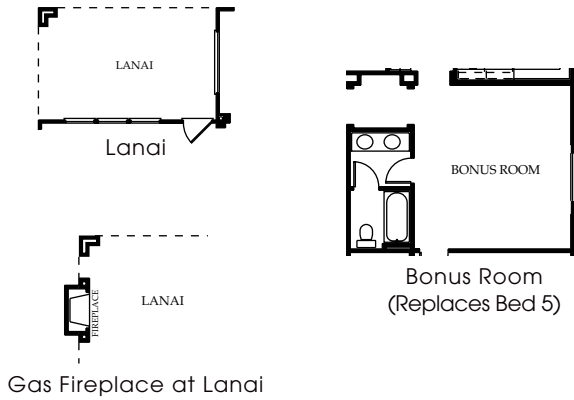 LANAI
Lanai
BONUS ROOM
Bonus Room
(Replaces Bed 5)
FIREPLACE
LANAI
Gas Fireplace at Lanai